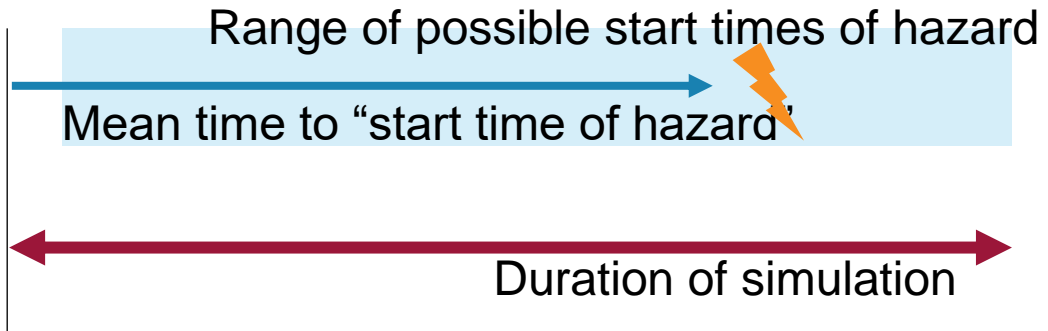 Range of possible start times of hazard
Mean time to “start time of hazard”
Duration of simulation